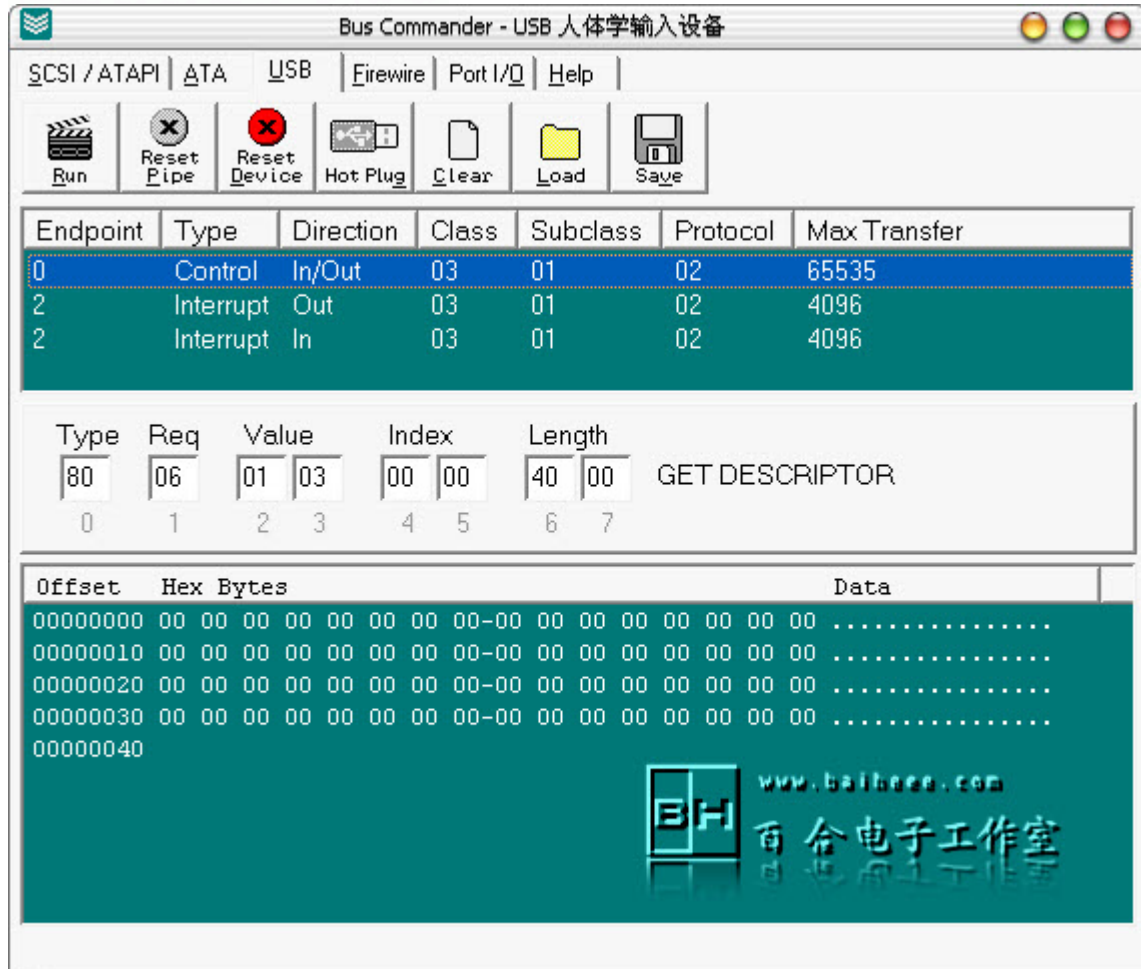 Bus Commander - USB 人体学输入设备
SCSI / ATAPI ATA USB Firewire Port I/O Help
Run Reset Pipe Reset Device Hot Plug Clear Load Save
Endpoint Type Direction Class Subclass Protocol Max Transfer
0 Control In/Out 03 01 02 65535
2 Interrupt Out 03 01 02 4096
2 Interrupt In 03 01 02 4096
Type Req Value Index Length
80 06 01 03 00 00 40 00 GET DESCRIPTOR
0 1 2 3 4 5 6 7
Offset Hex Bytes Data
00000000 00 00 00 00 00 00 00 00-00 00 00 00 00 00 00 00 ................
00000010 00 00 00 00 00 00 00 00-00 00 00 00 00 00 00 00 ................
00000020 00 00 00 00 00 00 00 00-00 00 00 00 00 00 00 00 ................
00000030 00 00 00 00 00 00 00 00-00 00 00 00 00 00 00 00 ................
00000040
www.baiheee.com
BH 百合电子工作室